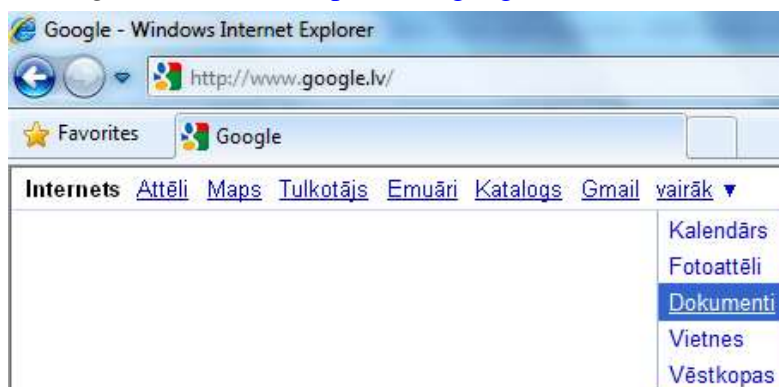 Google - Windows Internet Explorer
http://www.google.lv/
Favorites Google
Internets Attēli Maps Tulkotājs Emuāri Katalogs Gmail vairāk ▼
Kalendārs
Fotoattēli
Dokumenti
Vietnes
Vēstkopas